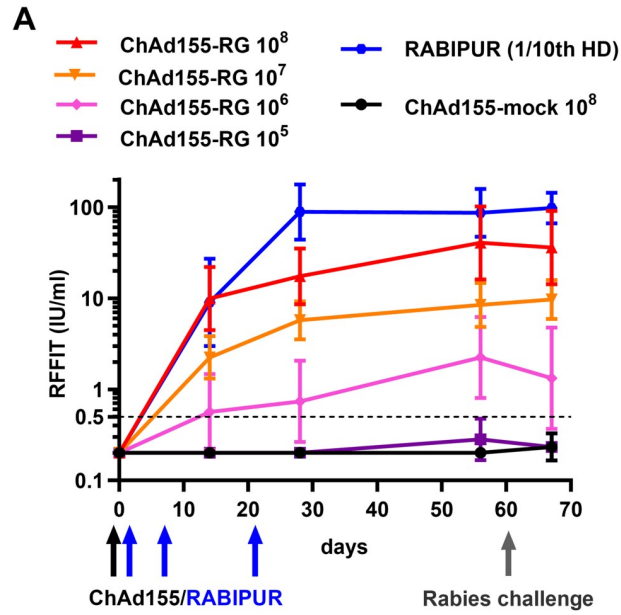 A
ChAd155-RG 10⁸
ChAd155-RG 10⁷
ChAd155-RG 10⁶
ChAd155-RG 10⁵
RABIPUR (1/10th HD)
ChAd155-mock 10⁸
RFFIT (IU/ml)
100
10
1
0.5
0.1
0 10 20 30 40 50 60 70
days
ChAd155/RABIPUR
Rabies challenge